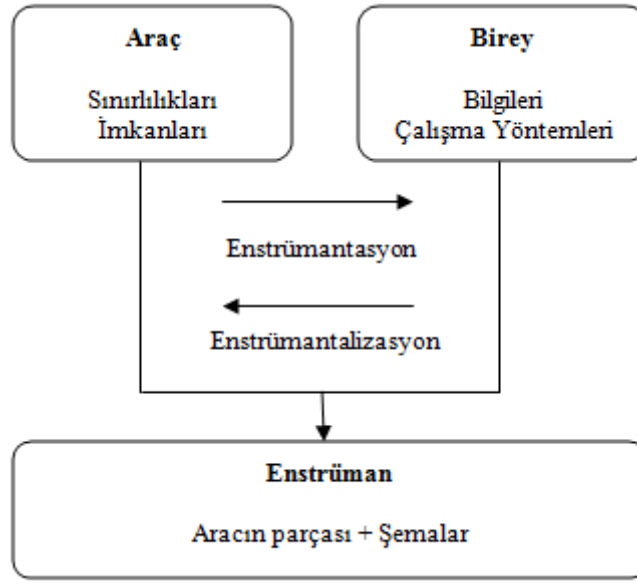 Araç
Sınırlılıkları
İmkanları
Birey
Bilgileri
Çalışma Yöntemleri
Enstrümantasyon
Enstrümantalizasyon
Enstrüman
Aracın parçası + Şemalar